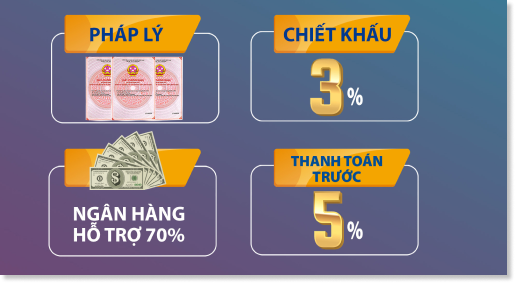 PHÁP LÝ
CHIẾT KHẤU
3%
NGÂN HÀNG
HỖ TRỢ 70%
THANH TOÁN
TRƯỚC
5%